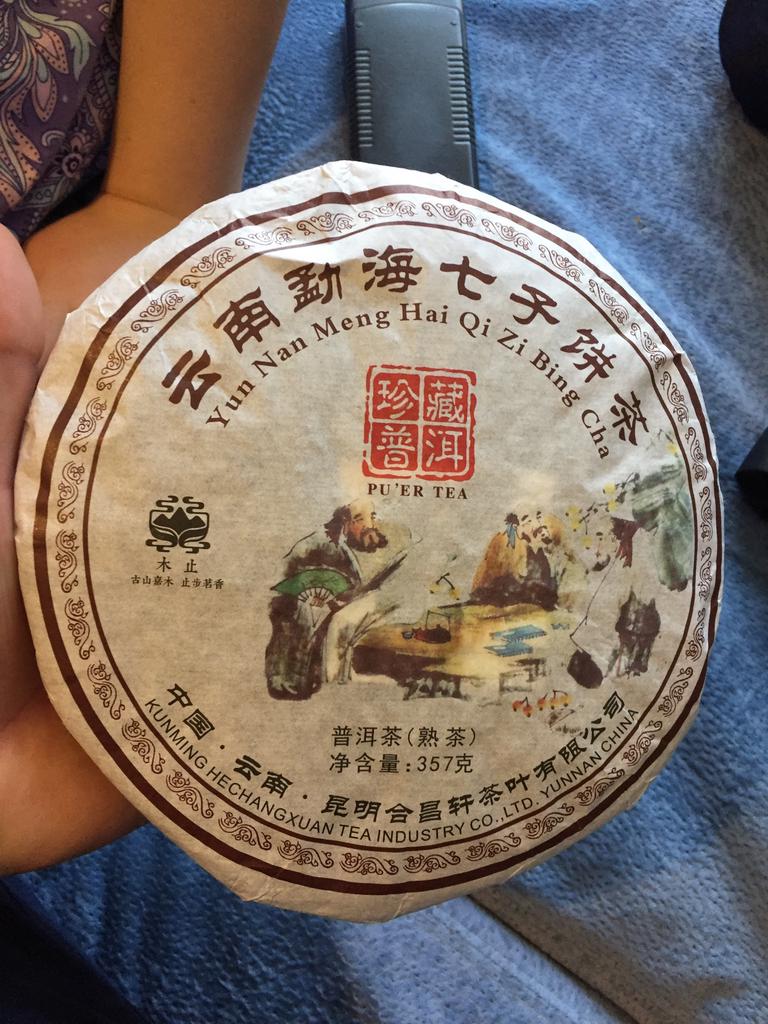 云南勐海七子饼茶
Yun Nan Meng Hai Qi Zi Bing Cha
珍藏
普洱
PU'ER TEA
木止
古山嘉木 止步茗香
普洱茶(熟茶)
净含量:357克
中国·云南·昆明合昌轩茶叶有限公司
KUNMING HECHANGXUAN TEA INDUSTRY CO.,LTD. YUNNAN CHINA